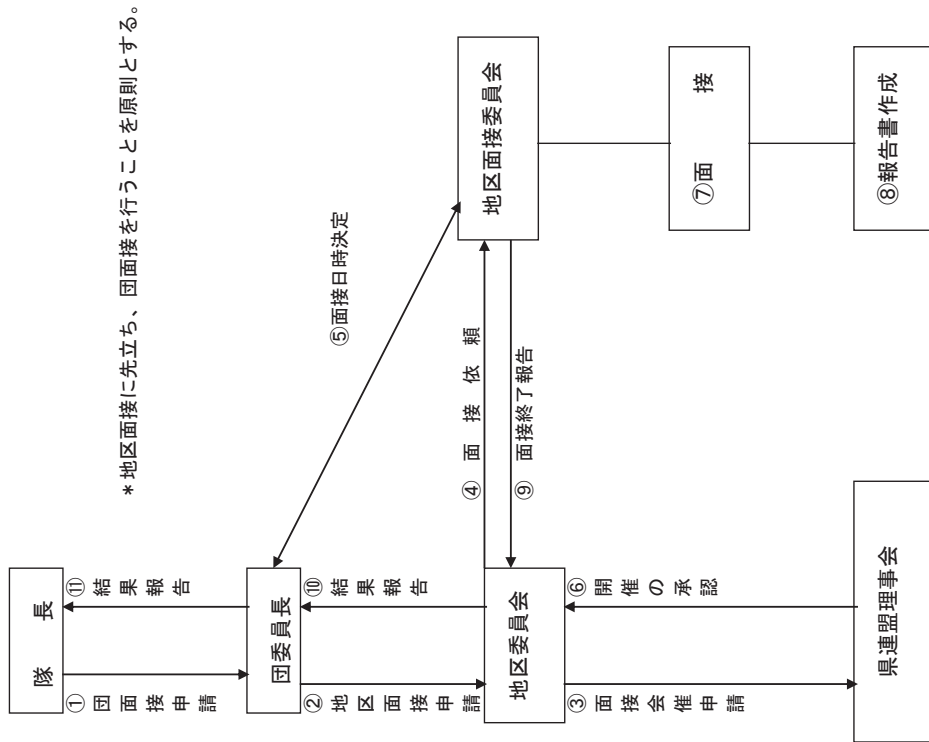 ＊地区面接に先立ち、団面接を行うことを原則とする。
隊　長
①団面接申請
⑪結果報告
団委員長
②地区面接申請
⑩結果報告
⑤面接日時決定
地区委員会
④面接依頼
⑨面接終了報告
地区面接委員会
③面接会催申請
⑥開催の承認
県連盟理事会
⑦面　接
⑧報告書作成